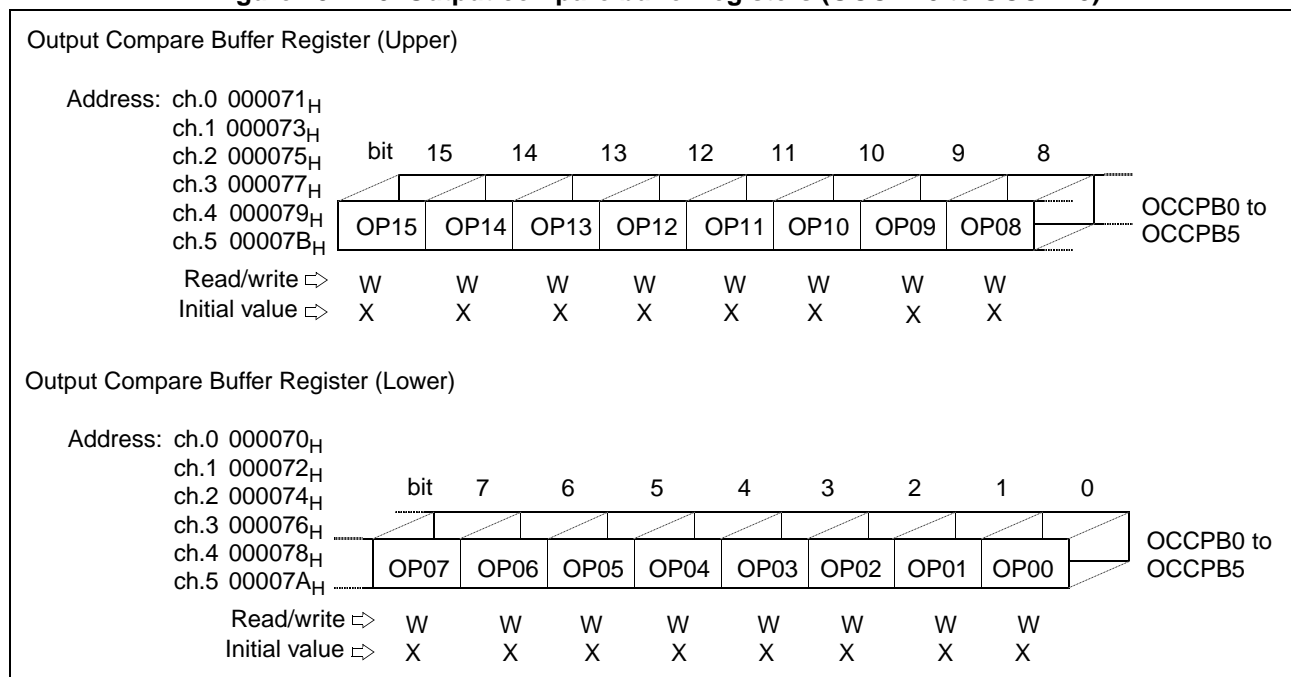 Output Compare Buffer Register (Upper)
Address: ch.0 000071H
ch.1 000073H
ch.2 000075H
ch.3 000077H
ch.4 000079H
ch.5 00007BH
bit 15 14 13 12 11 10 9 8
OP15 OP14 OP13 OP12 OP11 OP10 OP09 OP08
OCCPB0 to
OCCPB5
Read/write ⇨ W W W W W W W W
Initial value ⇨ X X X X X X X X
Output Compare Buffer Register (Lower)
Address: ch.0 000070H
ch.1 000072H
ch.2 000074H
ch.3 000076H
ch.4 000078H
ch.5 00007AH
bit 7 6 5 4 3 2 1 0
OP07 OP06 OP05 OP04 OP03 OP02 OP01 OP00
OCCPB0 to
OCCPB5
Read/write ⇨ W W W W W W W W
Initial value ⇨ X X X X X X X X